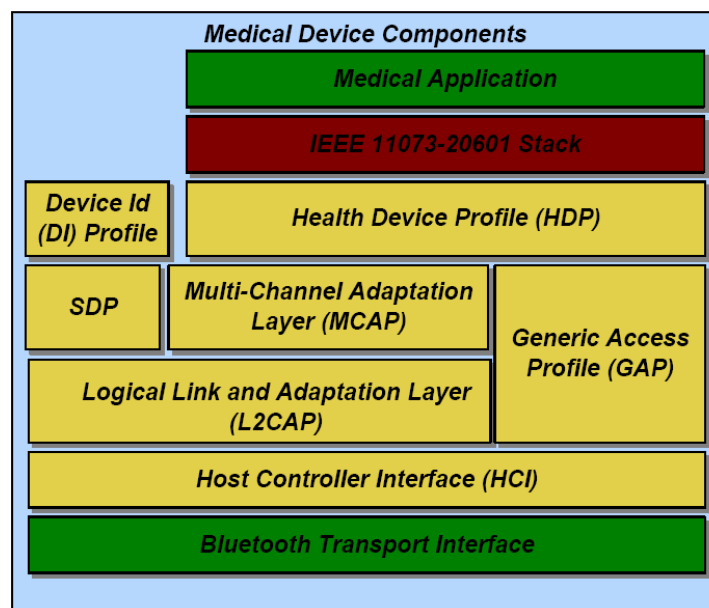 Medical Device Components
Medical Application
IEEE 11073-20601 Stack
Device Id
(DI) Profile
Health Device Profile (HDP)
SDP
Multi-Channel Adaptation
Layer (MCAP)
Generic Access
Profile (GAP)
Logical Link and Adaptation Layer
(L2CAP)
Host Controller Interface (HCI)
Bluetooth Transport Interface